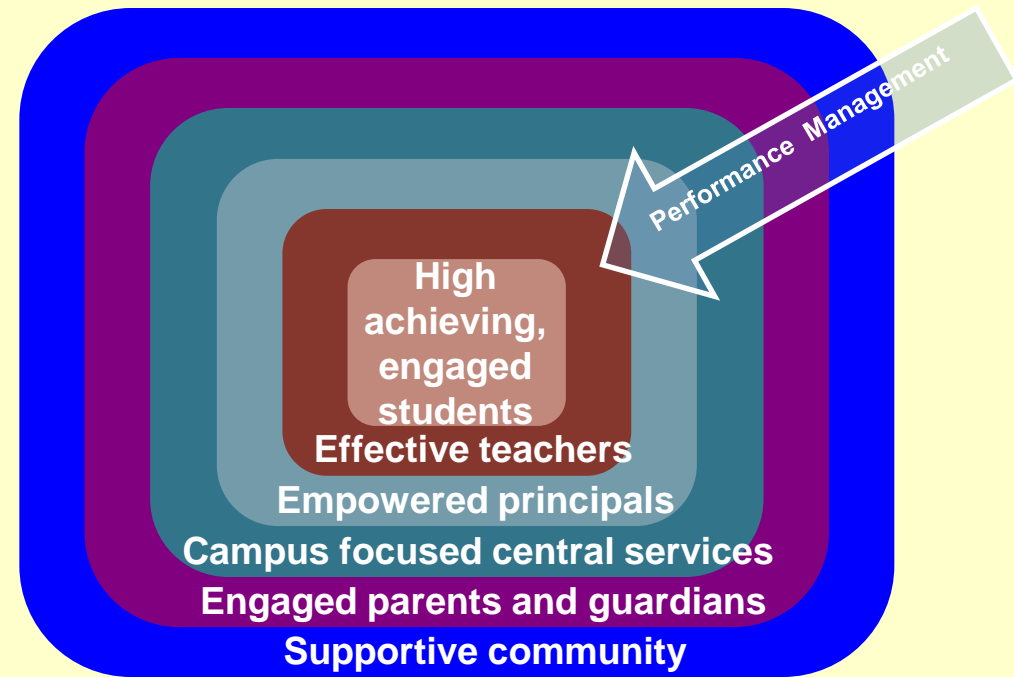 Performance Management
High
achieving,
engaged
students
Effective teachers
Empowered principals
Campus focused central services
Engaged parents and guardians
Supportive community